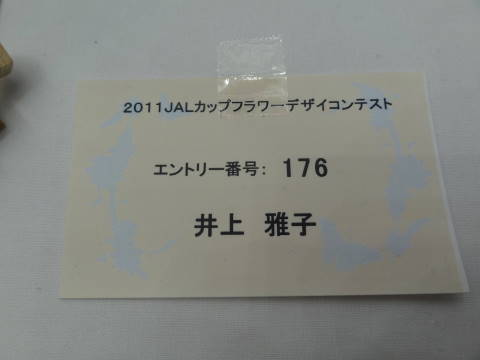 2011JALカップフラワーデザイコンテスト
エントリー番号: 176
井上 雅子